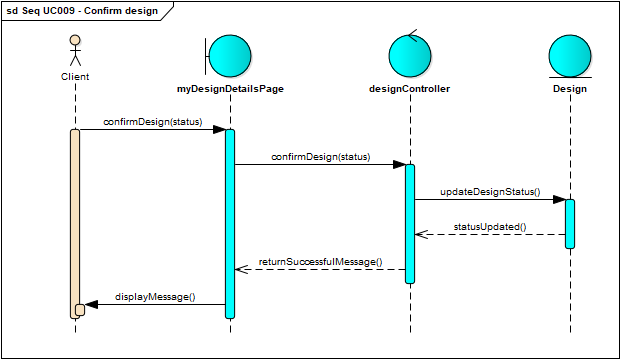 sd Seq UC009 - Confirm design
Client
myDesignDetailsPage
designController
Design
confirmDesign(status)
confirmDesign(status)
updateDesignStatus()
statusUpdated()
returnSuccessfulMessage()
displayMessage()